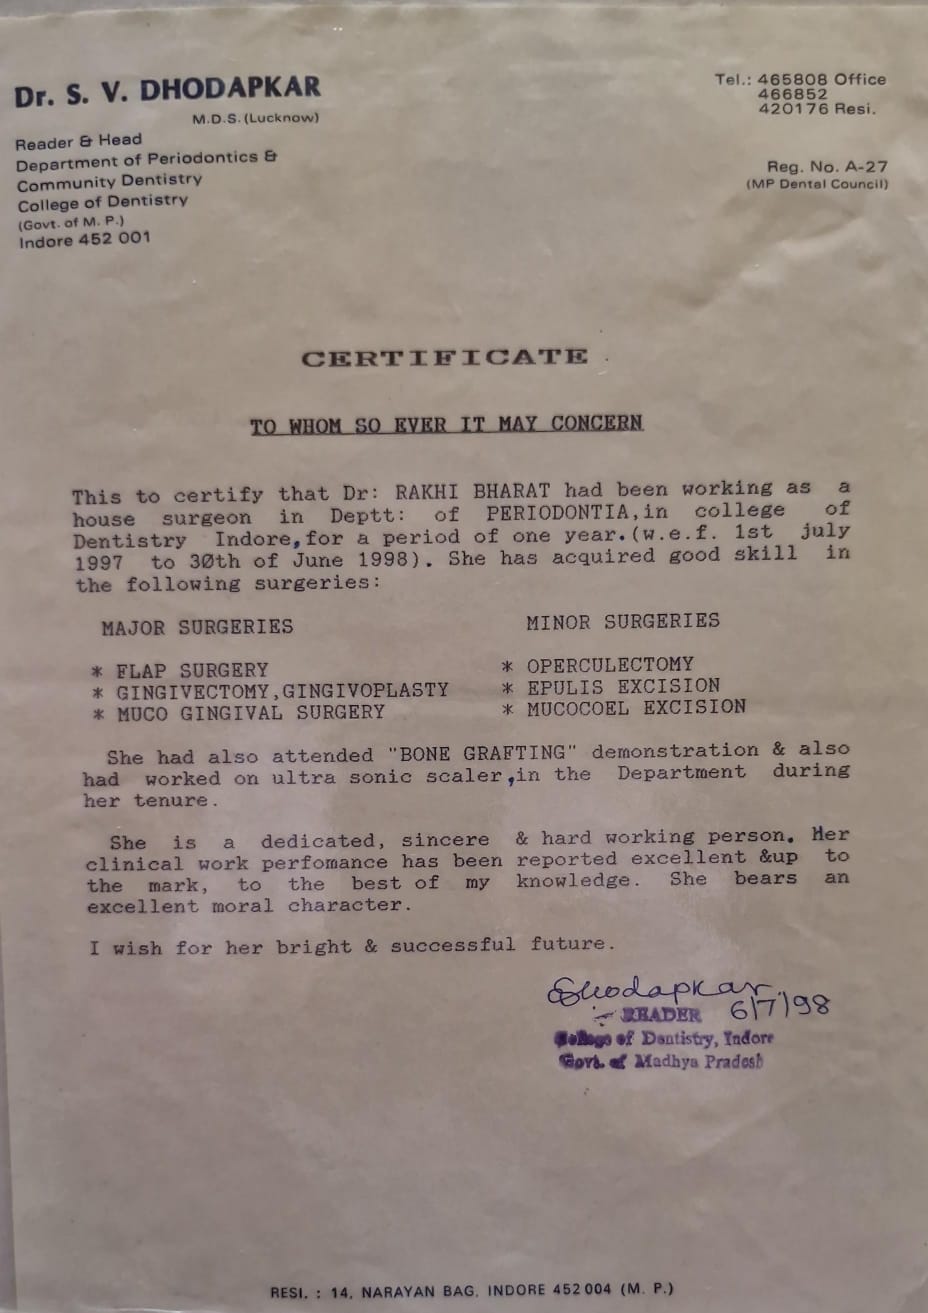 Dr. S. V. DHODAPKAR
M.D.S. (Lucknow)
Reader & Head
Department of Periodontics &
Community Dentistry
College of Dentistry
(Govt. of M. P.)
Indore 452 001
Tel.: 465808 Office
466852
420176 Resi.
Reg. No. A-27
(MP Dental Council)
CERTIFICATE
TO WHOM SO EVER IT MAY CONCERN
This to certify that Dr: RAKHI BHARAT had been working as a
house surgeon in Deptt: of PERIODONTIA,in college of
Dentistry Indore,for a period of one year.(w.e.f. 1st july
1997 to 30th of June 1998). She has acquired good skill in
the following surgeries:
MAJOR SURGERIES
* FLAP SURGERY
* GINGIVECTOMY,GINGIVOPLASTY
* MUCO GINGIVAL SURGERY
MINOR SURGERIES
* OPERCULECTOMY
* EPULIS EXCISION
* MUCOCOEL EXCISION
She had also attended "BONE GRAFTING" demonstration & also
had worked on ultra sonic scaler,in the Department during
her tenure.
She is a dedicated, sincere & hard working person. Her
clinical work perfomance has been reported excellent &up to
the mark, to the best of my knowledge. She bears an
excellent moral character.
I wish for her bright & successful future.
SDhodapkar
6/7/98
READER
College of Dentistry, Indore
Govt. of Madhya Pradesh
RESI. : 14, NARAYAN BAG, INDORE 452 004 (M. P.)